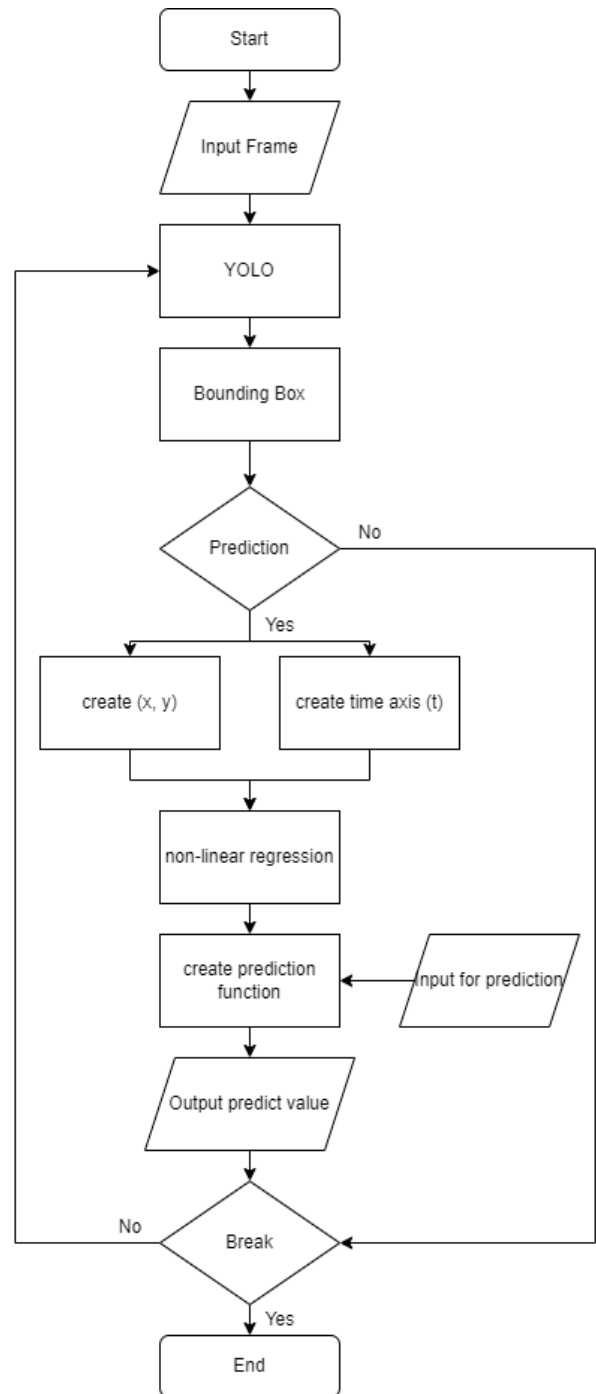 Start
Input Frame
YOLO
Bounding Box
Prediction
No
Yes
create (x, y)
create time axis (t)
non-linear regression
create prediction
function
Input for prediction
Output predict value
No
Break
Yes
End